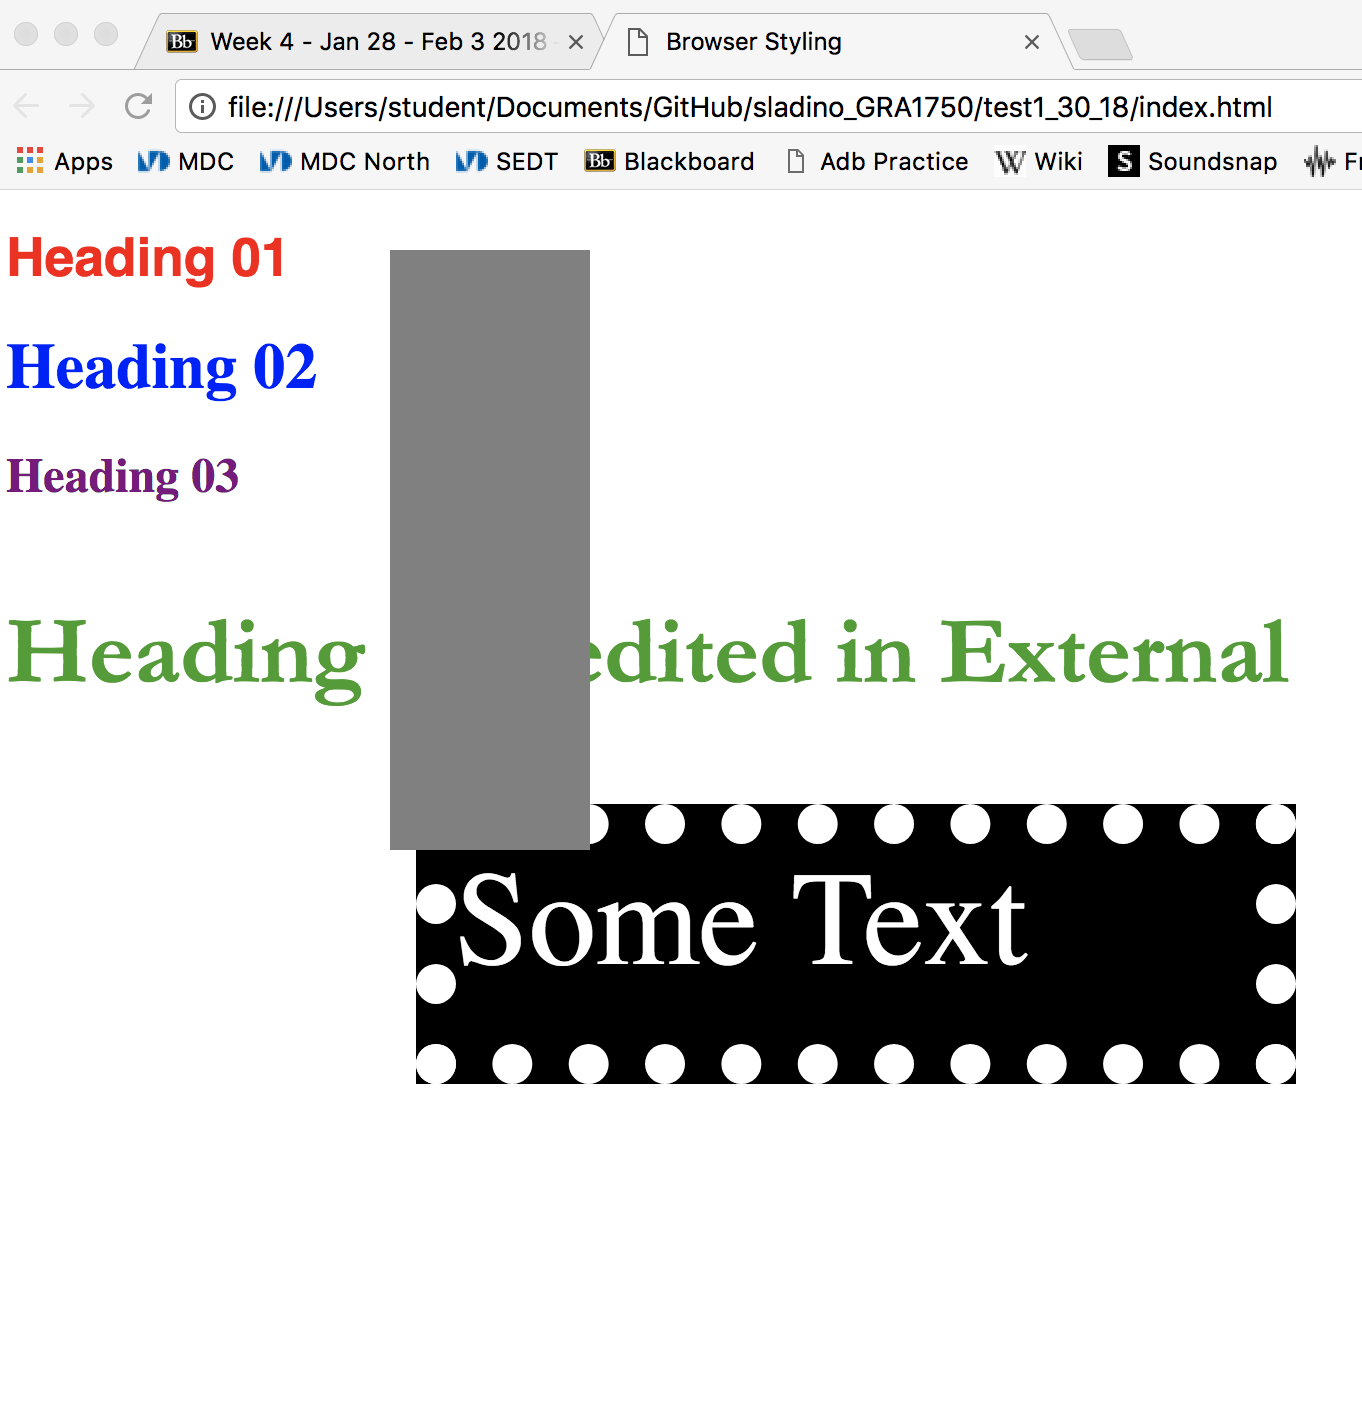 Bb Week 4 - Jan 28 - Feb 3 2018 Browser Styling
file:///Users/student/Documents/GitHub/sladino_GRA1750/test1_30_18/index.html
Apps MDC MDC North SEDT Bb Blackboard Adb Practice W Wiki S Soundsnap
Heading 01
Heading 02
Heading 03
Heading edited in External
Some Text